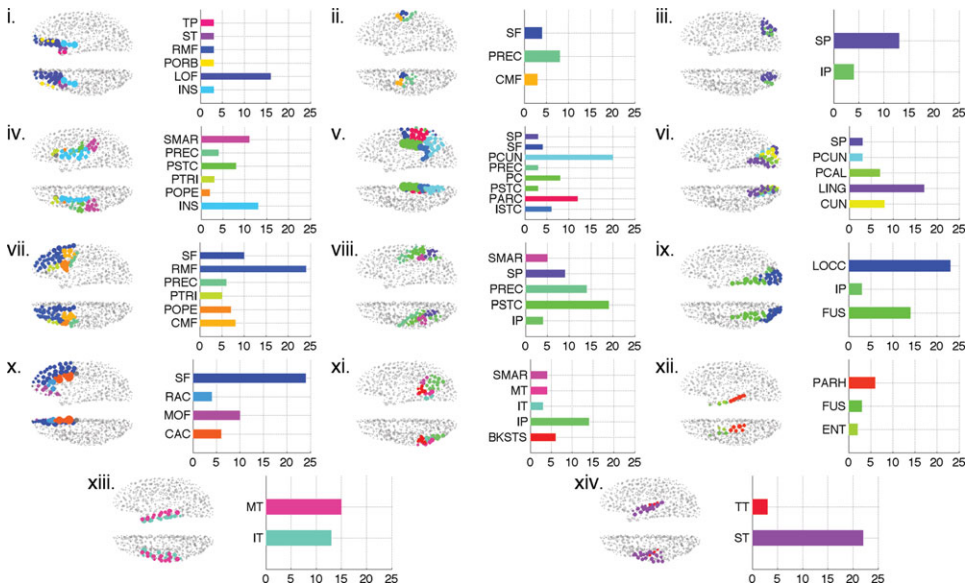 i.
TP
ST
RMF
PORB
LOF
INS
0 5 10 15 20 25
ii.
SF
PREC
CMF
0 5 10 15 20 25
iii.
SP
IP
0 5 10 15 20 25
iv.
SMAR
PREC
PSTC
PTRI
POPE
INS
0 5 10 15 20 25
v.
SP
SF
PCUN
PREC
PC
PSTC
PARC
ISTC
0 5 10 15 20 25
vi.
SP
PCUN
PCAL
LING
CUN
0 5 10 15 20 25
vii.
SF
RMF
PREC
PTRI
POPE
CMF
0 5 10 15 20 25
viii.
SMAR
SP
PREC
PSTC
IP
0 5 10 15 20 25
ix.
LOCC
IP
FUS
0 5 10 15 20 25
x.
SF
RAC
MOF
CAC
0 5 10 15 20 25
xi.
SMAR
MT
IT
IP
BKSTS
0 5 10 15 20 25
xii.
PARH
FUS
ENT
0 5 10 15 20 25
xiii.
MT
IT
0 5 10 15 20 25
xiv.
TT
ST
0 5 10 15 20 25